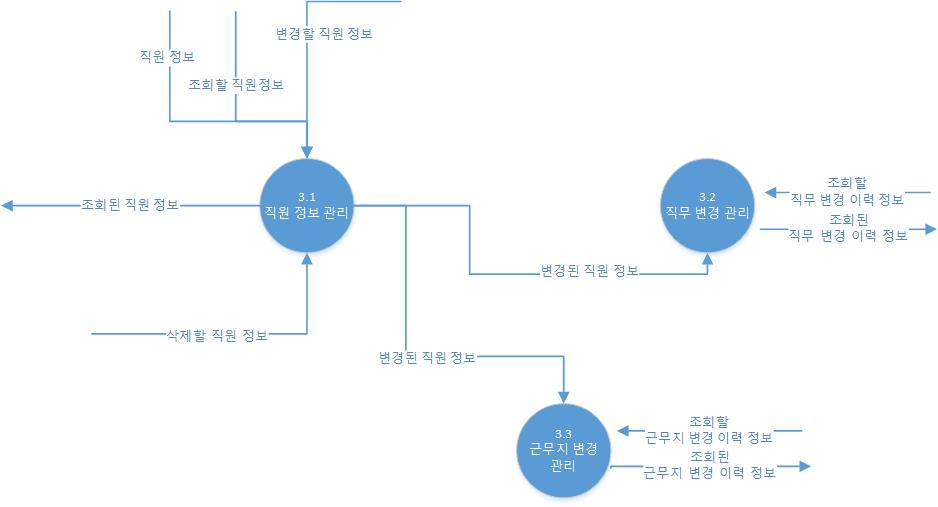 변경할 직원 정보
직원 정보
조회할 직원정보
3.1
직원 정보 관리
조회된 직원 정보
3.2
직무 변경 관리
조회할
직무 변경 이력 정보
조회된
직무 변경 이력 정보
변경된 직원 정보
삭제할 직원 정보
변경된 직원 정보
3.3
근무지 변경
관리
조회할
근무지 변경 이력 정보
조회된
근무지 변경 이력 정보